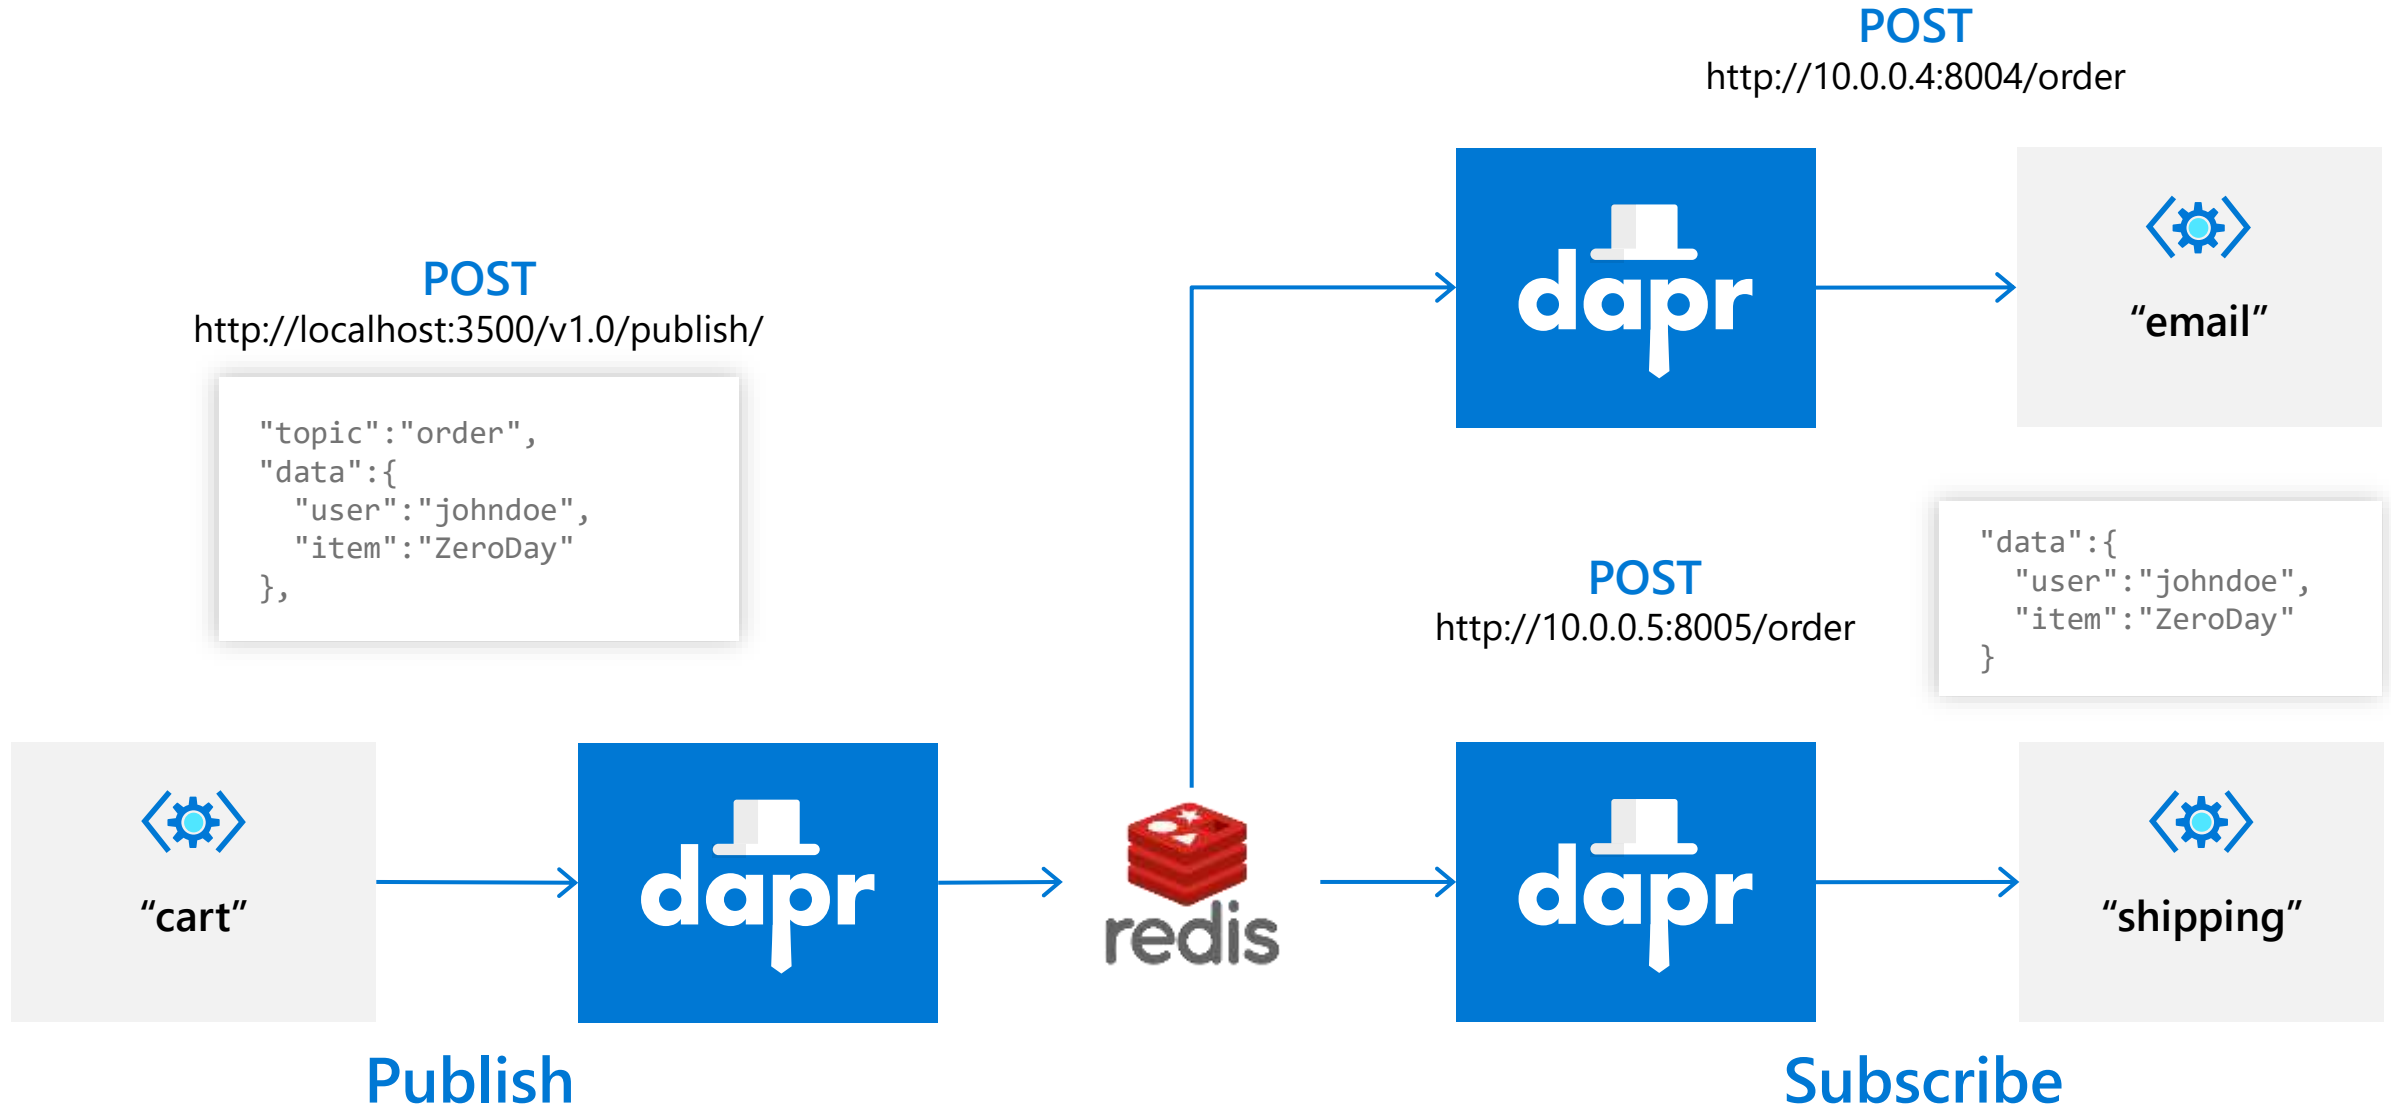 POST
http://10.0.0.4:8004/order
dapr
“email”
POST
http://localhost:3500/v1.0/publish/
"topic":"order",
"data":{
  "user":"johndoe",
  "item":"ZeroDay"
},
POST
http://10.0.0.5:8005/order
"data":{
  "user":"johndoe",
  "item":"ZeroDay"
}
“cart”
dapr
redis
dapr
“shipping”
Publish
Subscribe